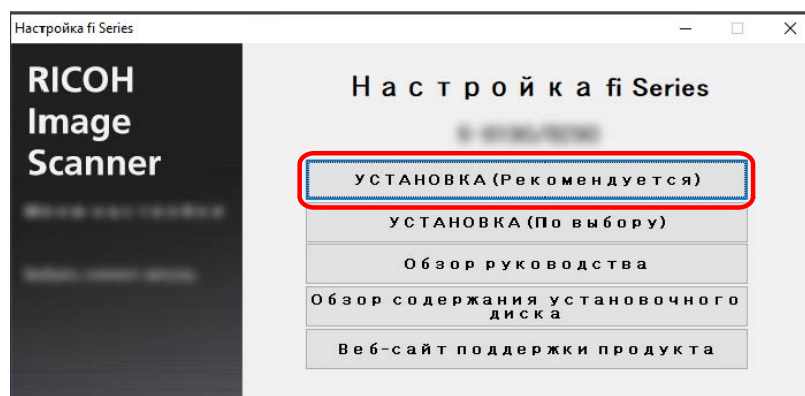 Настройка fi Series
RICOH
Image
Scanner
Настройка fi Series
УСТАНОВКА (Рекомендуется)
УСТАНОВКА (По выбору)
Обзор руководства
Обзор содержания установочного
диска
Веб-сайт поддержки продукта